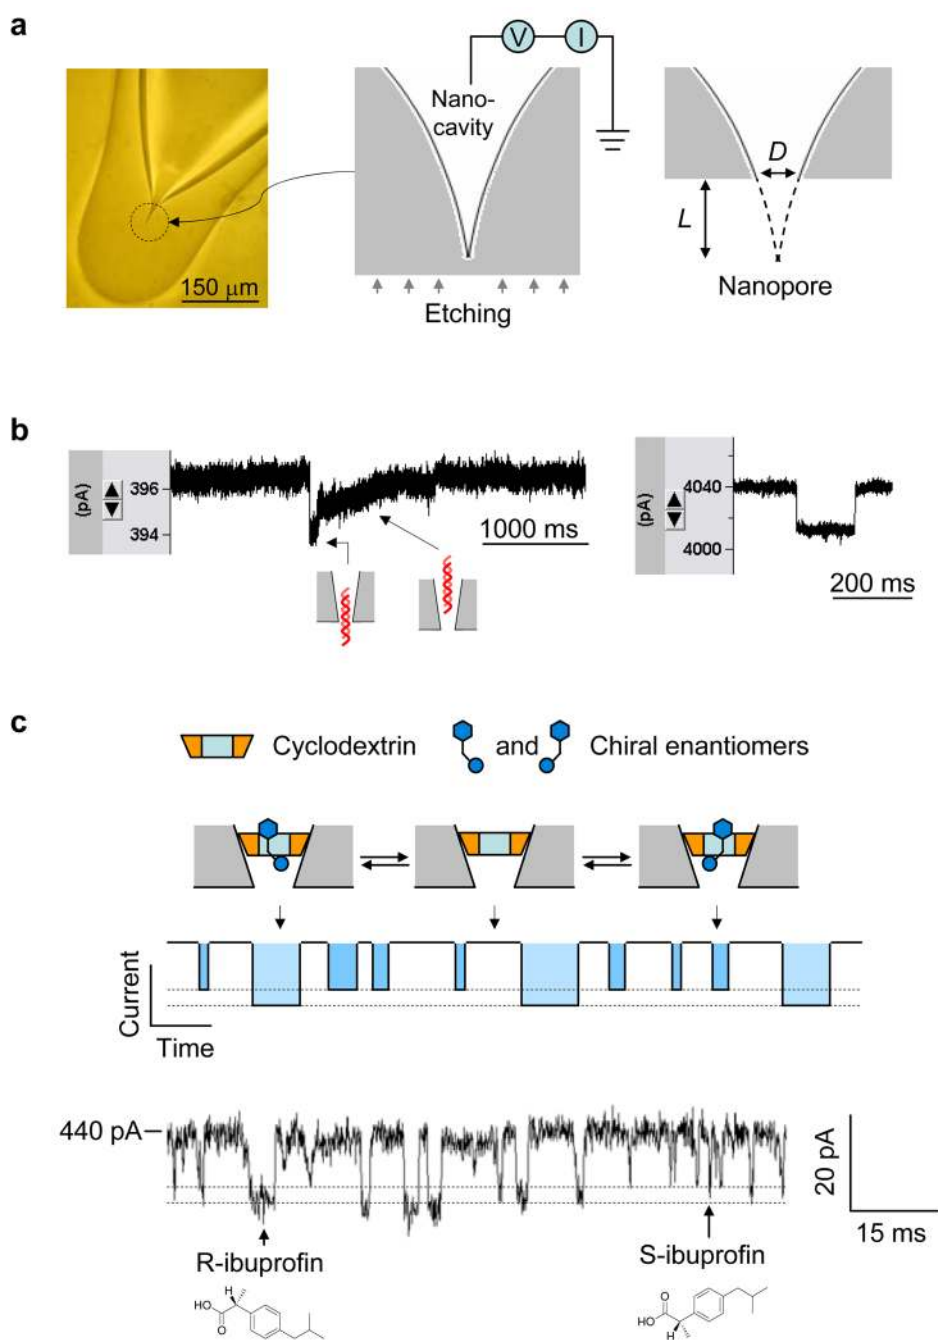 a
V
I
Nano-
cavity
D
L
150 μm
Etching
Nanopore
b
(pA)
396
394
1000 ms
(pA)
4040
4000
200 ms
c
Cyclodextrin
and
Chiral enantiomers
Current
Time
440 pA
20 pA
15 ms
R-ibuprofin
S-ibuprofin
HO
H
O
O
HO
H